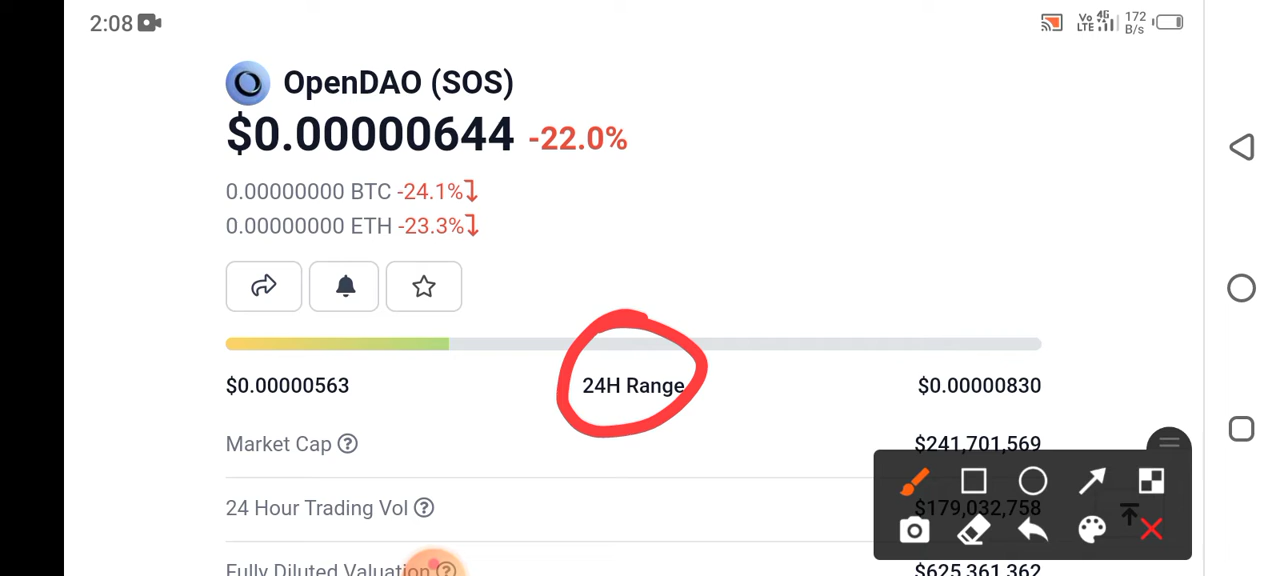 2:08
Vo LTE 4G 172 B/s
OpenDAO (SOS)
$0.00000644 -22.0%
0.00000000 BTC -24.1%
0.00000000 ETH -23.3%
$0.00000563 24H Range $0.00000830
Market Cap ? $241,701,569
24 Hour Trading Vol ? $179,032,758
Fully Diluted Valuation ? $625,361,362